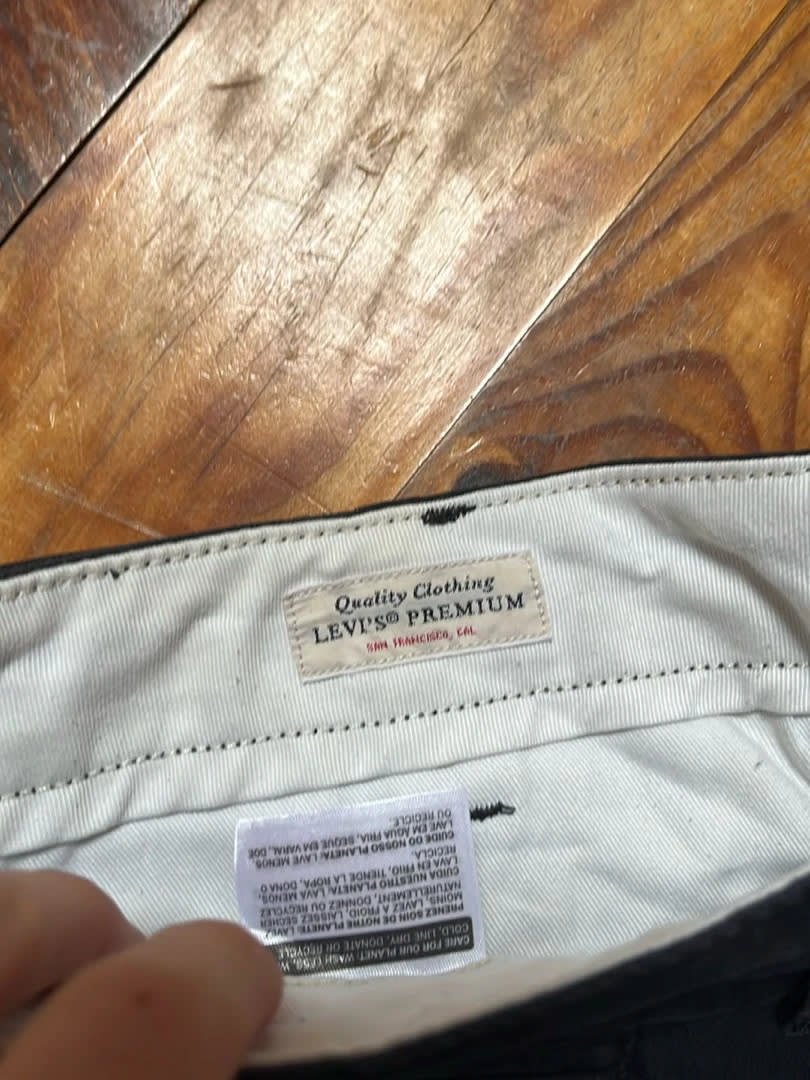 Quality Clothing
LEVI'S® PREMIUM
SAN FRANCISCO, CAL
CARE FOR OUR PLANET: WASH LESS,
COLD, LINE DRY, DONATE OR RECYCLE
PRENEZ SOIN DE NOTRE PLANÈTE: LAVEZ
MOINS, LAVEZ À FROID, LAISSEZ SÉCHER
NATURELLEMENT, DONNEZ OU RECYCLEZ
CUIDA NUESTRO PLANETA: LAVA MENOS,
LAVA EN FRÍO, TIENDE LA ROPA, DONA O
RECICLA.
CUIDE DO NOSSO PLANETA: LAVE MENOS,
LAVE EM ÁGUA FRIA, SEQUE EM VARAL, DOE
OU RECICLE.